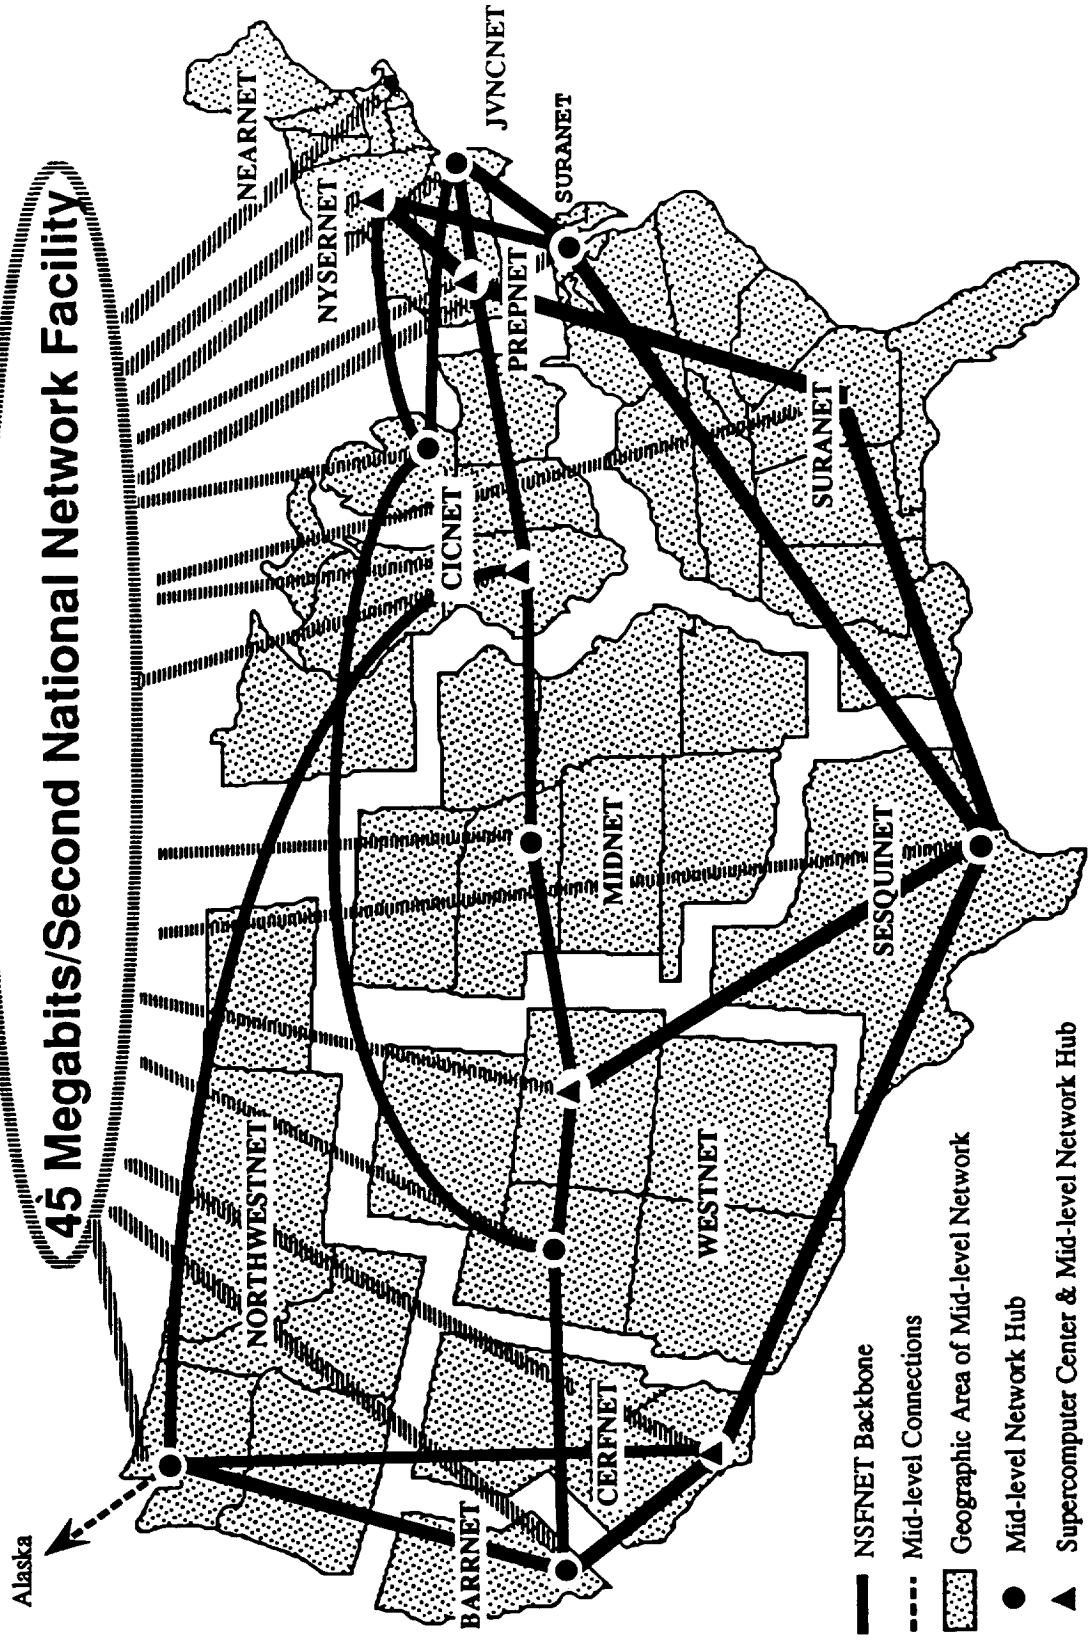 45 Megabits/Second National Network Facility
Alaska
NORTHWESTNET
NEARNET
NYSERNET
JVNCNET
BARRNET
CERFNET
WESTNET
MIDNET
CICNET
PREPNET
SURANET
SESQUINET
SURANET
NSFNET Backbone
Mid-level Connections
Geographic Area of Mid-level Network
Mid-level Network Hub
Supercomputer Center & Mid-level Network Hub